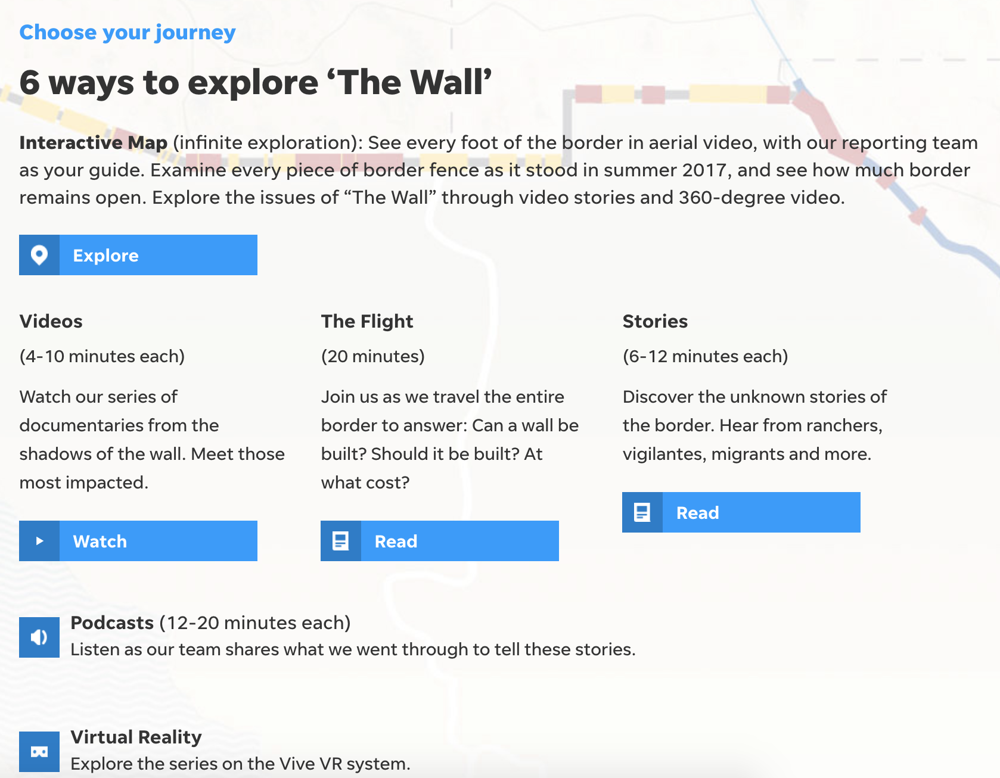 Choose your journey
6 ways to explore ‘The Wall’
Interactive Map (infinite exploration): See every foot of the border in aerial video, with our reporting team
as your guide. Examine every piece of border fence as it stood in summer 2017, and see how much border
remains open. Explore the issues of “The Wall” through video stories and 360-degree video.
Explore
Videos
(4-10 minutes each)
Watch our series of
documentaries from the
shadows of the wall. Meet those
most impacted.
Watch
The Flight
(20 minutes)
Join us as we travel the entire
border to answer: Can a wall be
built? Should it be built? At
what cost?
Read
Stories
(6-12 minutes each)
Discover the unknown stories of
the border. Hear from ranchers,
vigilantes, migrants and more.
Read
Podcasts (12-20 minutes each)
Listen as our team shares what we went through to tell these stories.
Virtual Reality
Explore the series on the Vive VR system.